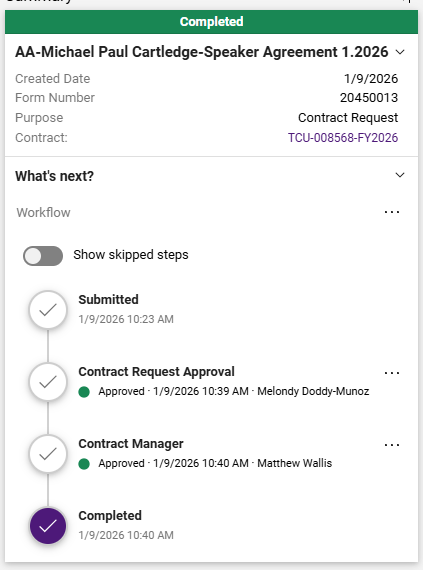 Summary
Completed
AA-Michael Paul Cartledge-Speaker Agreement 1.2026
Created Date 1/9/2026
Form Number 20450013
Purpose Contract Request
Contract: TCU-008568-FY2026
What's next?
Workflow ...
Show skipped steps
Submitted
1/9/2026 10:23 AM
Contract Request Approval ...
Approved · 1/9/2026 10:39 AM · Melondy Doddy-Munoz
Contract Manager ...
Approved · 1/9/2026 10:40 AM · Matthew Wallis
Completed
1/9/2026 10:40 AM